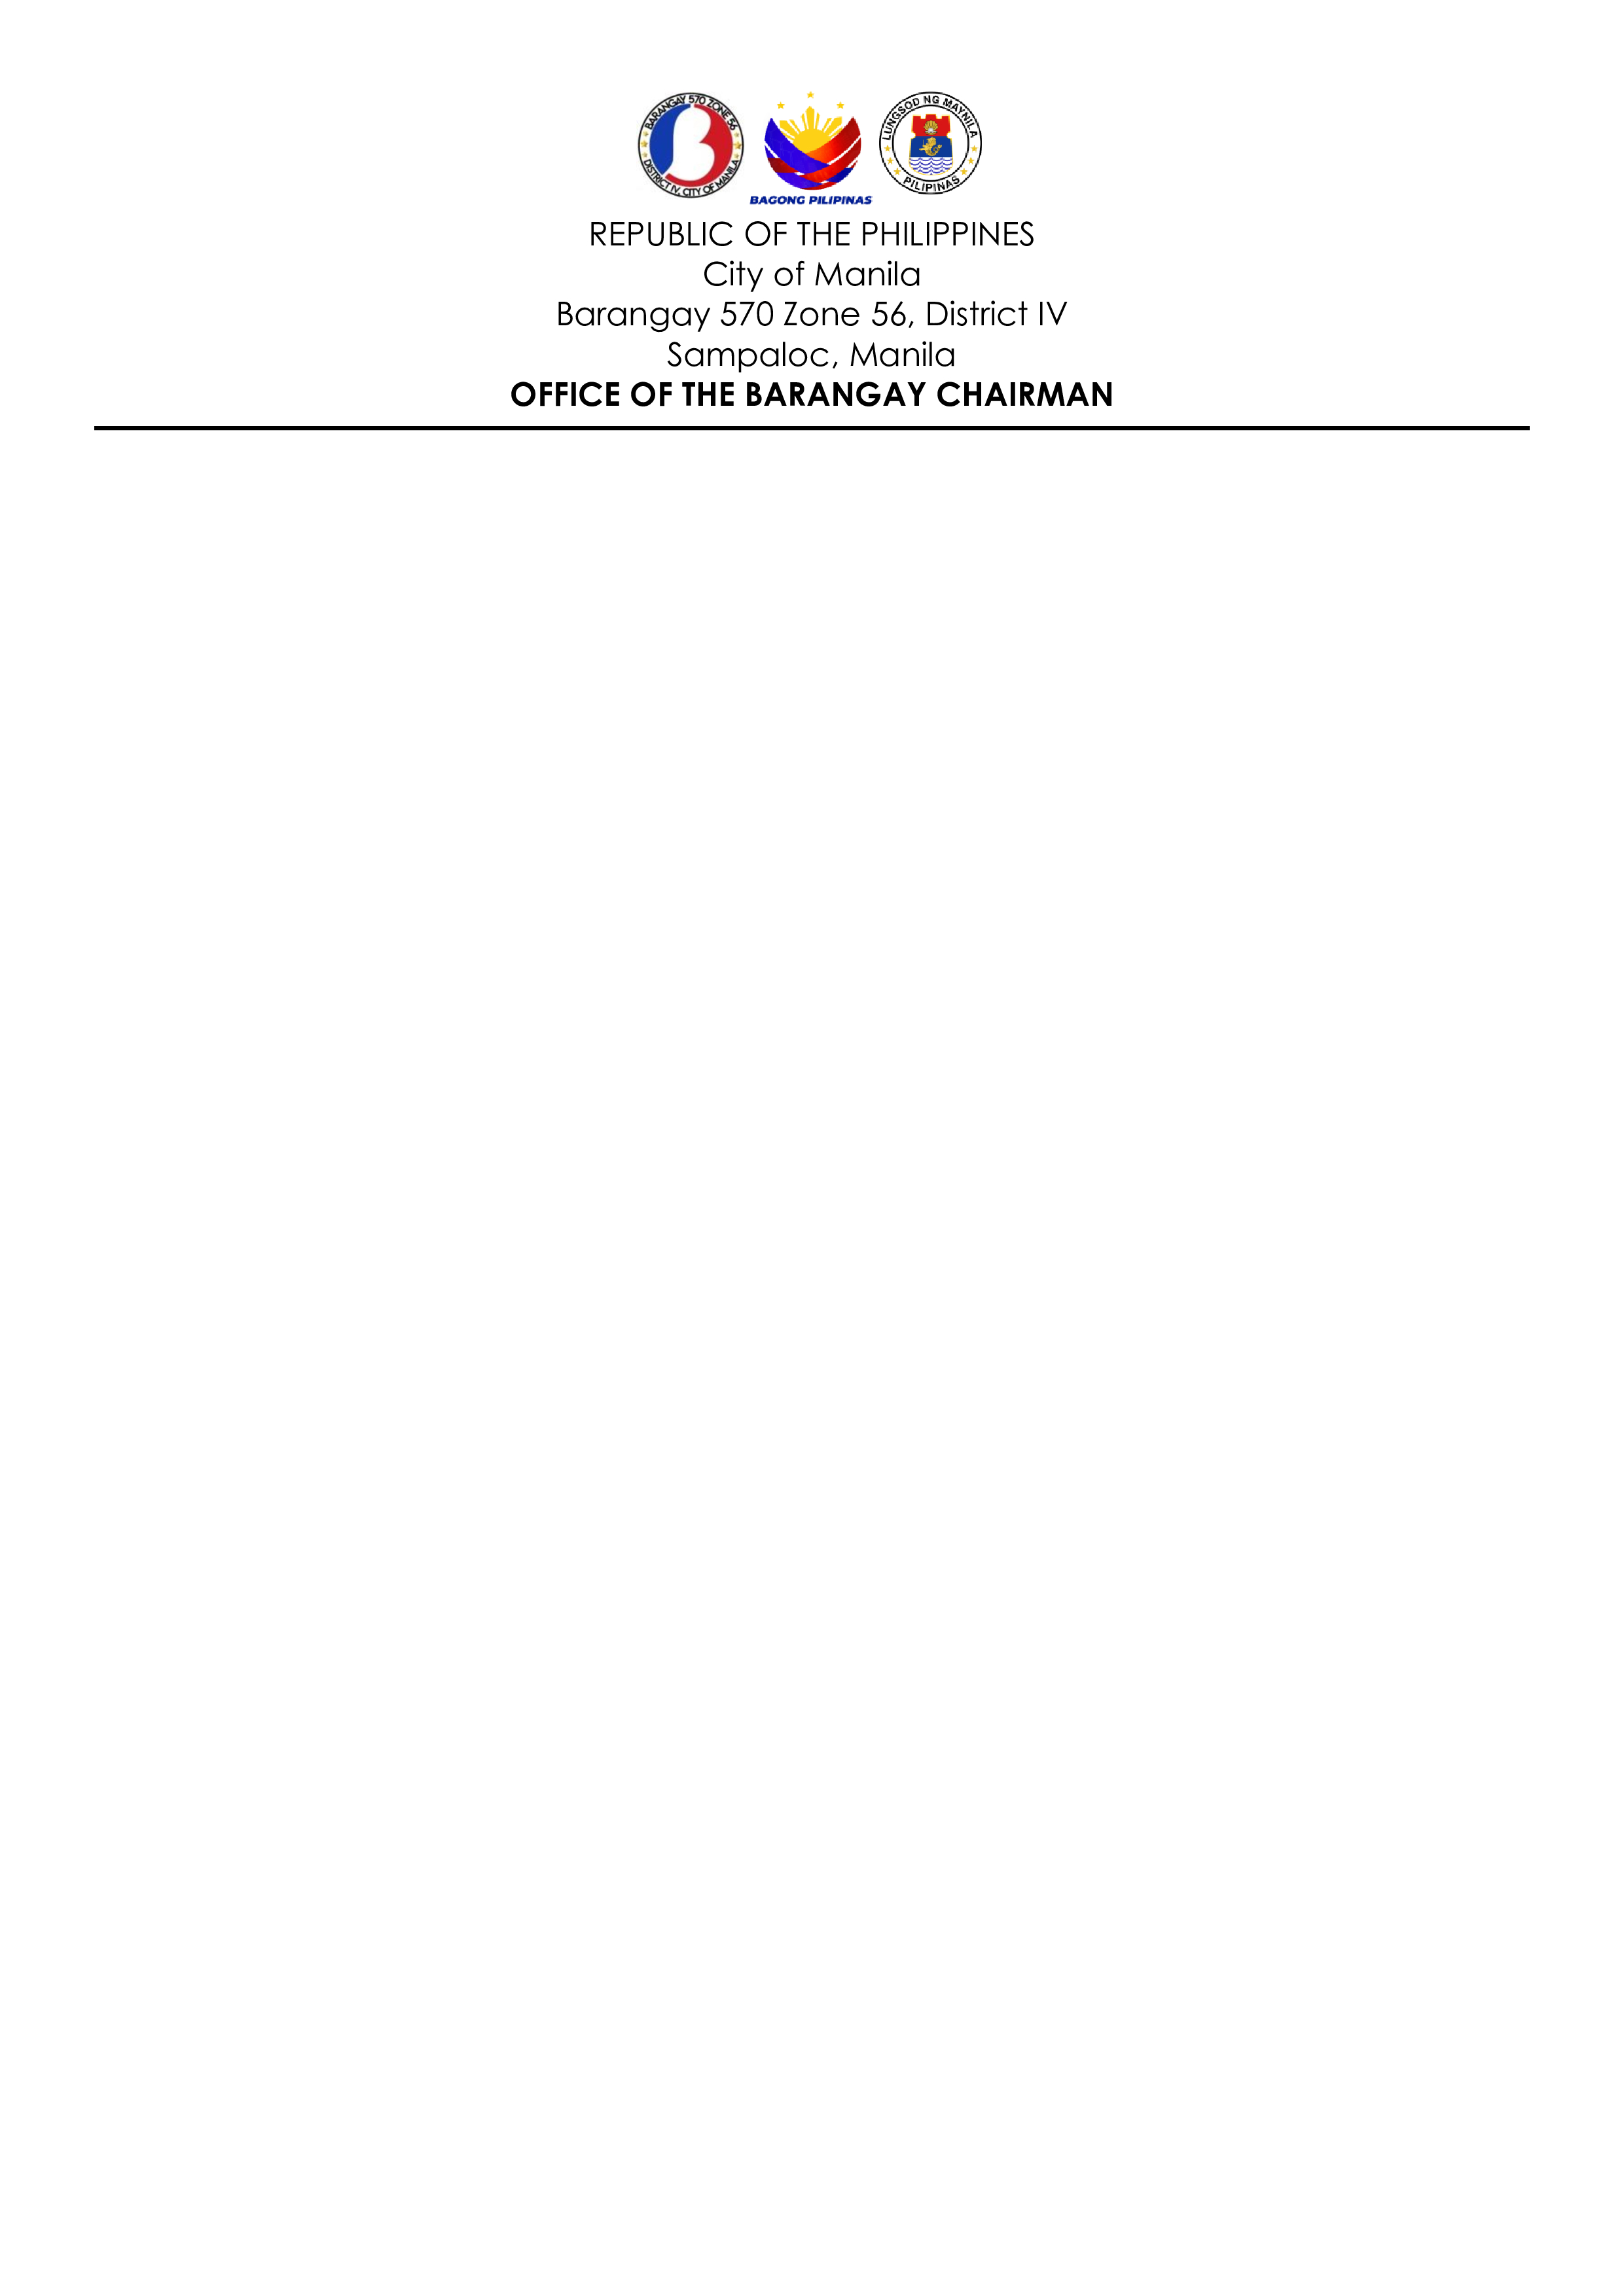 BARANGAY 570 ZONE 56
DISTRICT IV, CITY OF MANILA
BAGONG PILIPINAS
LUNGSOD NG MAYNILA
PILIPINAS
REPUBLIC OF THE PHILIPPINES
City of Manila
Barangay 570 Zone 56, District IV
Sampaloc, Manila
OFFICE OF THE BARANGAY CHAIRMAN